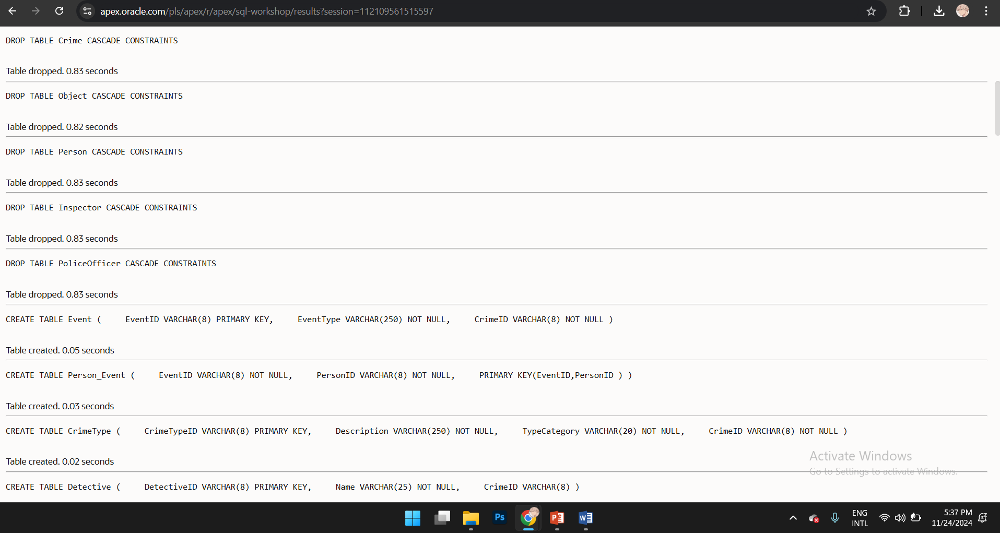 apex.oracle.com/pls/apex/r/apex/sql-workshop/results?session=112109561515597
DROP TABLE Crime CASCADE CONSTRAINTS
Table dropped. 0.83 seconds
DROP TABLE Object CASCADE CONSTRAINTS
Table dropped. 0.82 seconds
DROP TABLE Person CASCADE CONSTRAINTS
Table dropped. 0.83 seconds
DROP TABLE Inspector CASCADE CONSTRAINTS
Table dropped. 0.83 seconds
DROP TABLE PoliceOfficer CASCADE CONSTRAINTS
Table dropped. 0.83 seconds
CREATE TABLE Event (     EventID VARCHAR(8) PRIMARY KEY,     EventType VARCHAR(250) NOT NULL,     CrimeID VARCHAR(8) NOT NULL )
Table created. 0.05 seconds
CREATE TABLE Person_Event (     EventID VARCHAR(8) NOT NULL,     PersonID VARCHAR(8) NOT NULL,     PRIMARY KEY(EventID,PersonID ) )
Table created. 0.03 seconds
CREATE TABLE CrimeType (     CrimeTypeID VARCHAR(8) PRIMARY KEY,     Description VARCHAR(250) NOT NULL,     TypeCategory VARCHAR(20) NOT NULL,     CrimeID VARCHAR(8) NOT NULL )
Activate Windows
Table created. 0.02 seconds
Go to Settings to activate Windows.
CREATE TABLE Detective (     DetectiveID VARCHAR(8) PRIMARY KEY,     Name VARCHAR(25) NOT NULL,     CrimeID VARCHAR(8) )
Ps
P
W
ENG
INTL
5:37 PM
11/24/2024